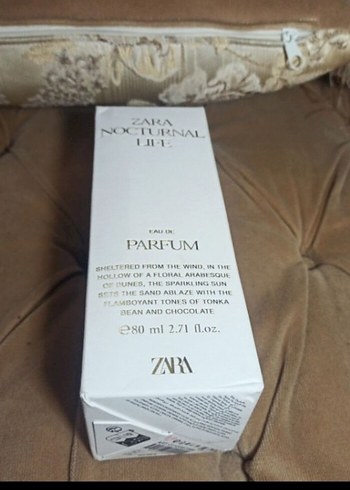 ZARA
NOCTURNAL
LIFE
EAU DE
PARFUM
SHELTERED FROM THE WIND, IN THE
HOLLOW OF A FLORAL ARABESQUE
OF DUNES, THE SPARKLING SUN
SETS THE SAND ABLAZE WITH THE
FLAMBOYANT TONES OF TONKA
BEAN AND CHOCOLATE
℮80 ml 2.71 fl.oz.
ZARA